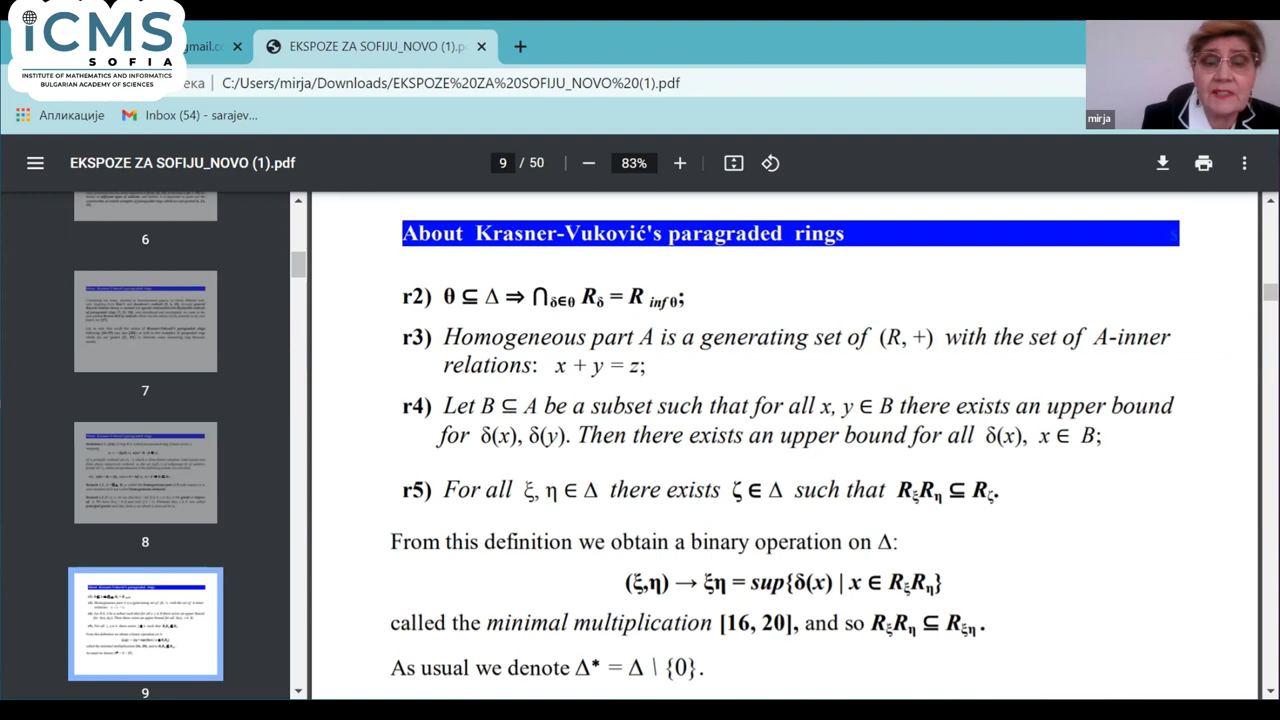 iCMS
SOFIA
INSTITUTE OF MATHEMATICS AND INFORMATICS
BULGARIAN ACADEMY OF SCIENCES
gmail.c
EKSPOZE ZA SOFIJU_NOVO (1).p
ека
C:/Users/mirja/Downloads/EKSPOZE%20ZA%20SOFIJU_NOVO%20(1).pdf
mirja
Апликације
Inbox (54) - sarajev...
EKSPOZE ZA SOFIJU_NOVO (1).pdf
9 / 50
83%
6
7
8
9
About Krasner-Vuković's paragraded rings
r2) θ ⊆ Δ ⇒ ⋂δ∈θ Rδ = R inf θ;
r3) Homogeneous part A is a generating set of (R, +) with the set of A-inner
relations: x + y = z;
r4) Let B ⊆ A be a subset such that for all x, y ∈ B there exists an upper bound
for δ(x), δ(y). Then there exists an upper bound for all δ(x), x ∈ B;
r5) For all ξ, η ∈ Δ there exists ζ ∈ Δ such that RξRη ⊆ Rζ.
From this definition we obtain a binary operation on Δ:
(ξ,η) → ξη = sup{δ(x) | x ∈ RξRη}
called the minimal multiplication [16, 20], and so RξRη ⊆ Rξη.
As usual we denote Δ* = Δ \ {0}.